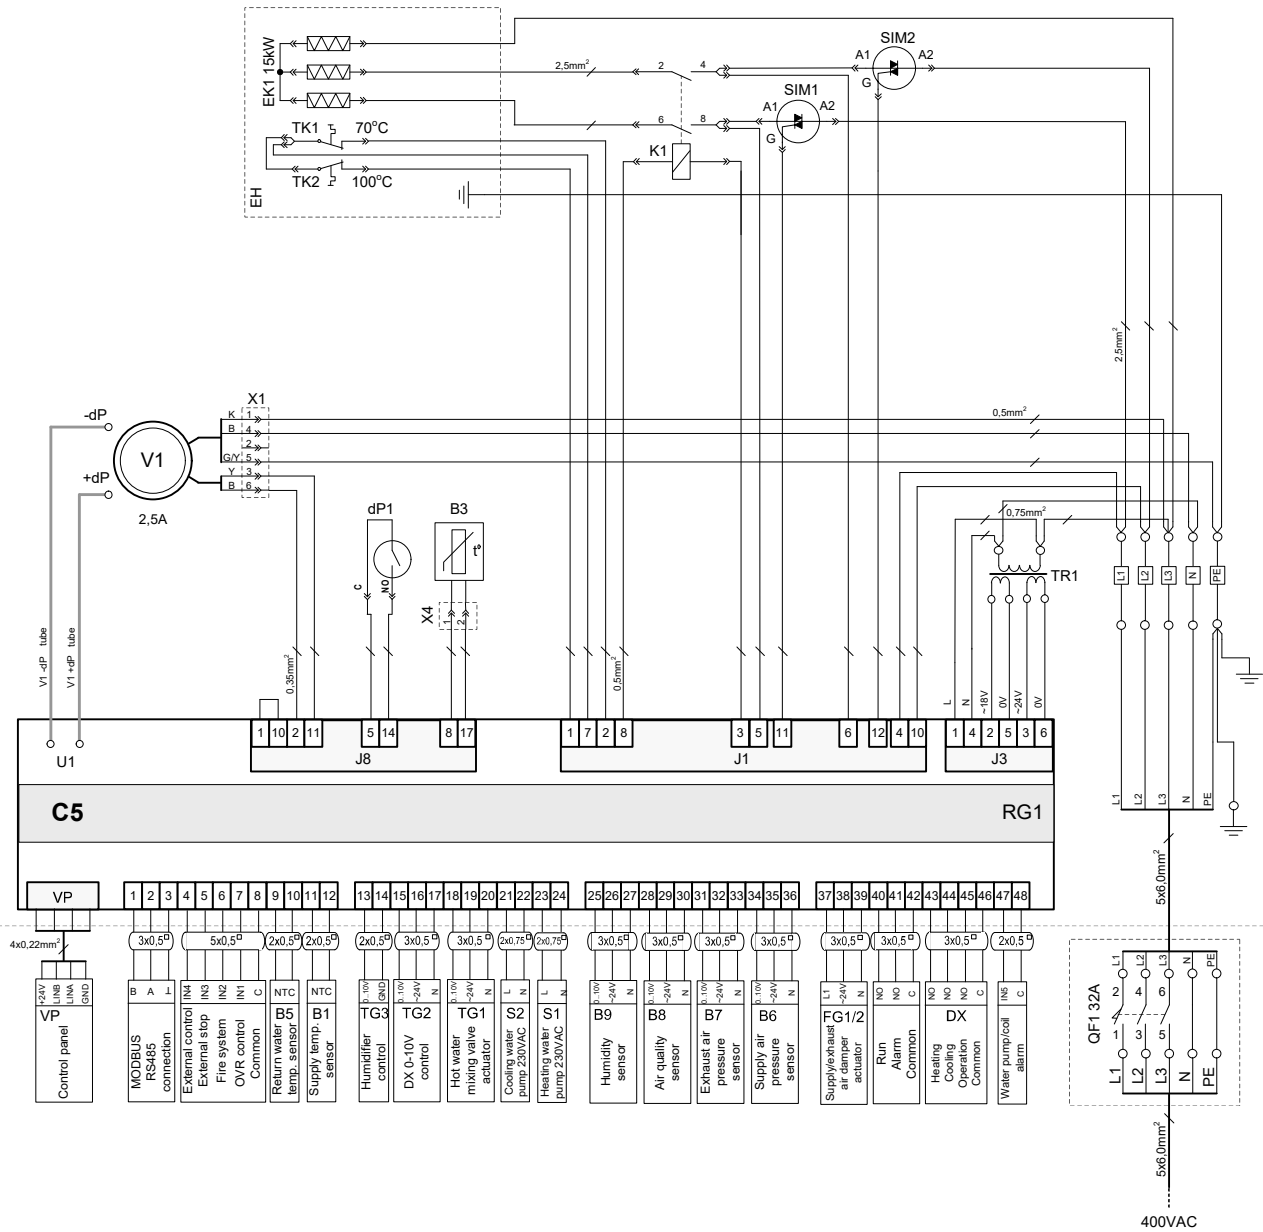 EK1 15kW
EH
TK1 70°C
TK2 100°C
2,5mm²
2 4
6 8
K1
SIM2
A1 A2
G
SIM1
A1 A2
G
2,5mm²
-dP
+dP
V1
2,5A
X1
K 1
B 4
2
G/Y 5
Y 3
B 6
0,5mm²
0,75mm²
dP1
C NO
B3
t°
X4
1 2
TR1
L1 L2 L3 N PE
V1 -dP tube
V1 +dP tube
0,35mm²
0,5mm²
L N ~18V 0V ~24V 0V
U1
1 10 2 11 5 14 8 17
J8
1 7 2 8 3 5 11 6 12 4 10
J1
1 4 2 5 3 6
J3
L1 L2 L3 N PE
C5
RG1
VP
1 2 3 4 5 6 7 8 9 10 11 12
13 14 15 16 17 18 19 20 21 22 23 24
25 26 27 28 29 30 31 32 33 34 35 36
37 38 39 40 41 42 43 44 45 46 47 48
4x0,22mm²
3x0,5 5x0,5 2x0,5 2x0,5 2x0,5 3x0,5 3x0,5 2x0,75 2x0,75 3x0,5 3x0,5 3x0,5 3x0,5 3x0,5 3x0,5 3x0,5 2x0,5
+24V LINB LINA GND
VP
Control panel
B A ⊥
MODBUS
RS485
connection
IN4 IN3 IN2 IN1 C
External control
External stop
Fire system
OVR control
Common
NTC
B5
Return water
temp. sensor
NTC
B1
Supply temp.
sensor
0..10V GND
TG3
Humidifier
control
0..10V ~24V N
TG2
DX 0-10V
control
0..10V ~24V N
TG1
Hot water
mixing valve
actuator
L N
S2
Cooling water
pump 230VAC
L N
S1
Heating water
pump 230VAC
0..10V ~24V N
B9
Humidity
sensor
0..10V ~24V N
B8
Air quality
sensor
0..10V ~24V N
B7
Exhaust air
pressure
sensor
0..10V ~24V N
B6
Supply air
pressure
sensor
L1 ~24V N
FG1/2
Supply/exhaust
air damper
actuator
NO NO C
Run
Alarm
Common
NO NO NO C
DX
Heating
Cooling
Operation
Common
IN5 C
Water pump/coil
alarm
5x6,0mm²
QF1 32A
L1 L2 L3 N PE
2 4 6
1 3 5
L1 L2 L3 N PE
5x6,0mm²
400VAC